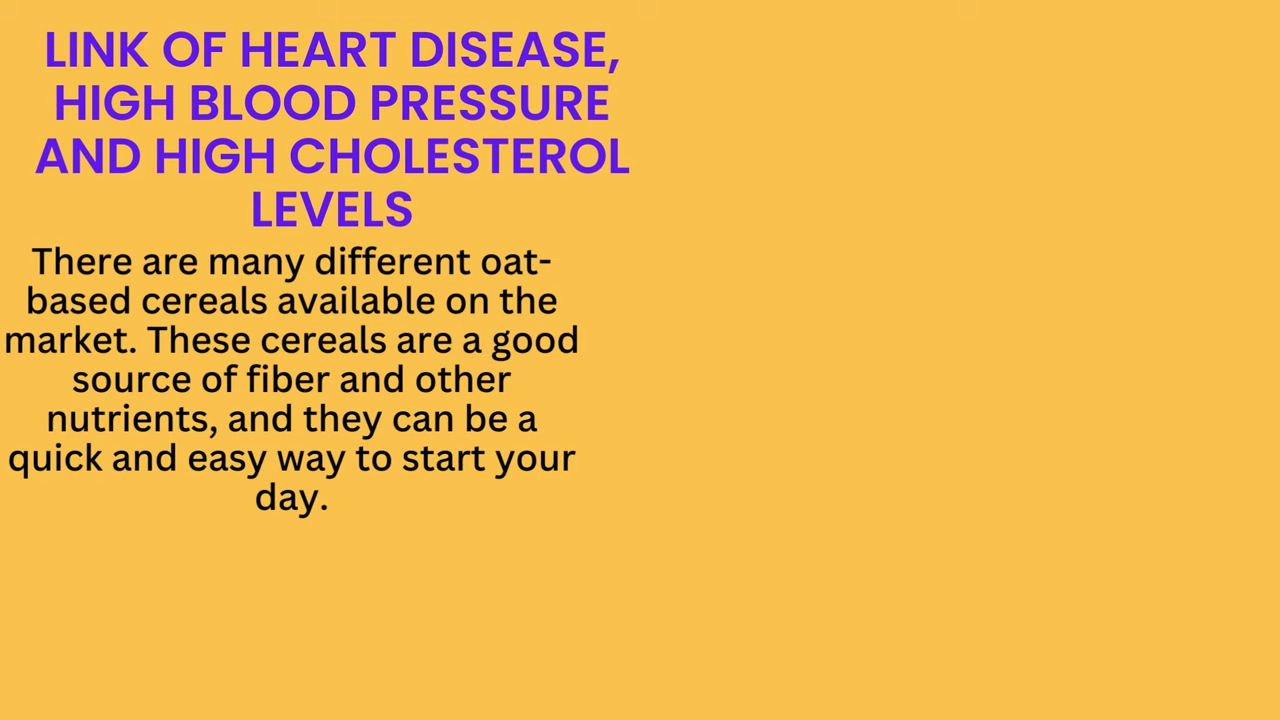 LINK OF HEART DISEASE,
HIGH BLOOD PRESSURE
AND HIGH CHOLESTEROL
LEVELS
There are many different oat-
based cereals available on the
market. These cereals are a good
source of fiber and other
nutrients, and they can be a
quick and easy way to start your
day.